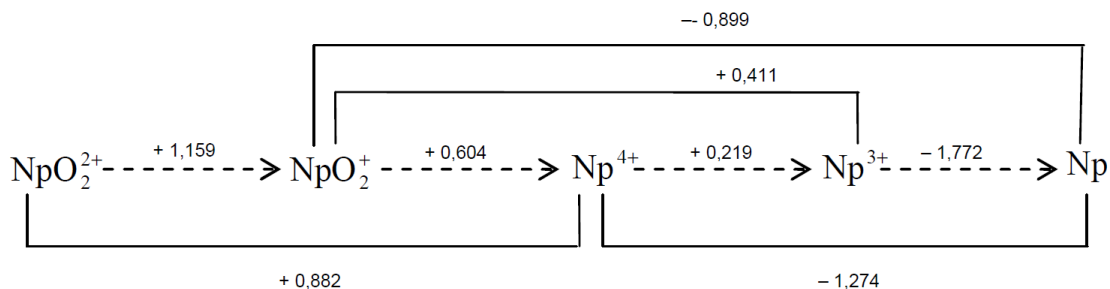 –- 0,899
+ 0,411
NpO₂²⁺ + 1,159 NpO₂⁺ + 0,604 Np⁴⁺ + 0,219 Np³⁺ – 1,772 Np
+ 0,882 – 1,274